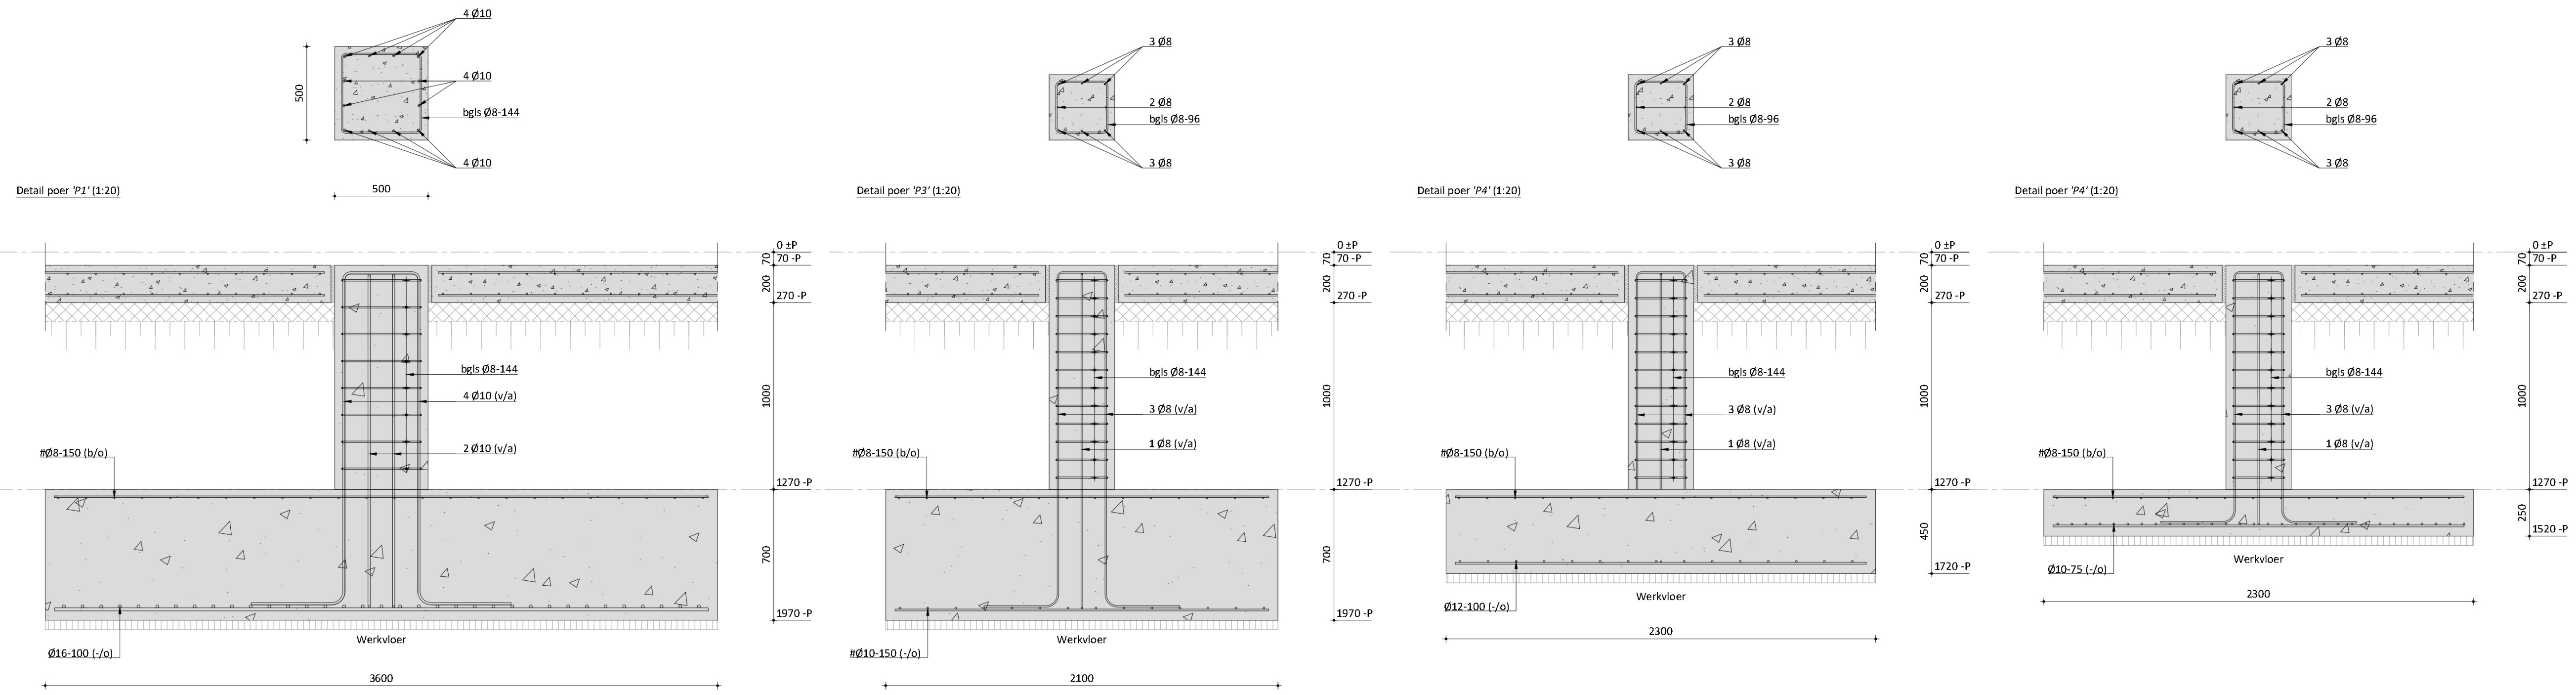 4 Ø10
4 Ø10
bgls Ø8-144
4 Ø10
500
500
Detail poer 'P1' (1:20)
3 Ø8
2 Ø8
bgls Ø8-96
3 Ø8
Detail poer 'P3' (1:20)
3 Ø8
2 Ø8
bgls Ø8-96
3 Ø8
Detail poer 'P4' (1:20)
3 Ø8
2 Ø8
bgls Ø8-96
3 Ø8
Detail poer 'P4' (1:20)
0 ±P
70
70 -P
200
270 -P
bgls Ø8-144
4 Ø10 (v/a)
1000
2 Ø10 (v/a)
#Ø8-150 (b/o)
1270 -P
700
1970 -P
Werkvloer
Ø16-100 (-/o)
3600
0 ±P
70
70 -P
200
270 -P
bgls Ø8-144
3 Ø8 (v/a)
1000
1 Ø8 (v/a)
#Ø8-150 (b/o)
1270 -P
700
1970 -P
Werkvloer
#Ø10-150 (-/o)
2100
0 ±P
70
70 -P
200
270 -P
bgls Ø8-144
3 Ø8 (v/a)
1000
1 Ø8 (v/a)
#Ø8-150 (b/o)
1270 -P
450
1720 -P
Werkvloer
Ø12-100 (-/o)
2300
0 ±P
70
70 -P
200
270 -P
bgls Ø8-144
3 Ø8 (v/a)
1000
1 Ø8 (v/a)
#Ø8-150 (b/o)
1270 -P
250
1520 -P
Werkvloer
Ø10-75 (-/o)
2300